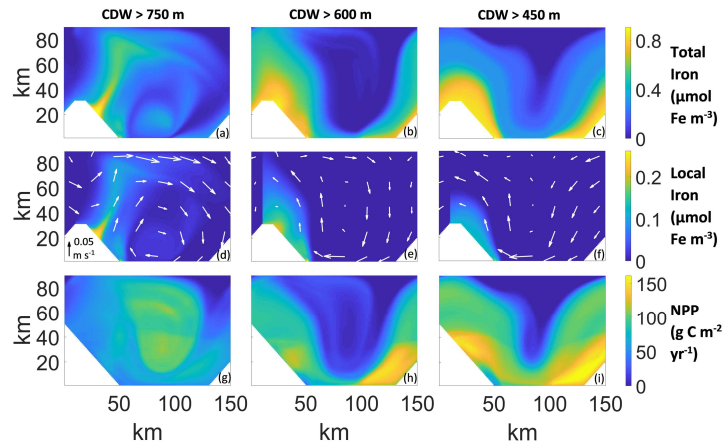 CDW > 750 m CDW > 600 m CDW > 450 m
80
60
40
20
km
(a) (b) (c)
0.8
0.4
0
Total
Iron
(µmol
Fe m⁻³)
80
60
40
20
km
0.05
m s⁻¹
(d) (e) (f)
0.2
0.1
0
Local
Iron
(µmol
Fe m⁻³)
80
60
40
20
km
(g) (h) (i)
150
100
50
0
NPP
(g C m⁻²
yr⁻¹)
50 100 150 50 100 150 50 100 150
km km km